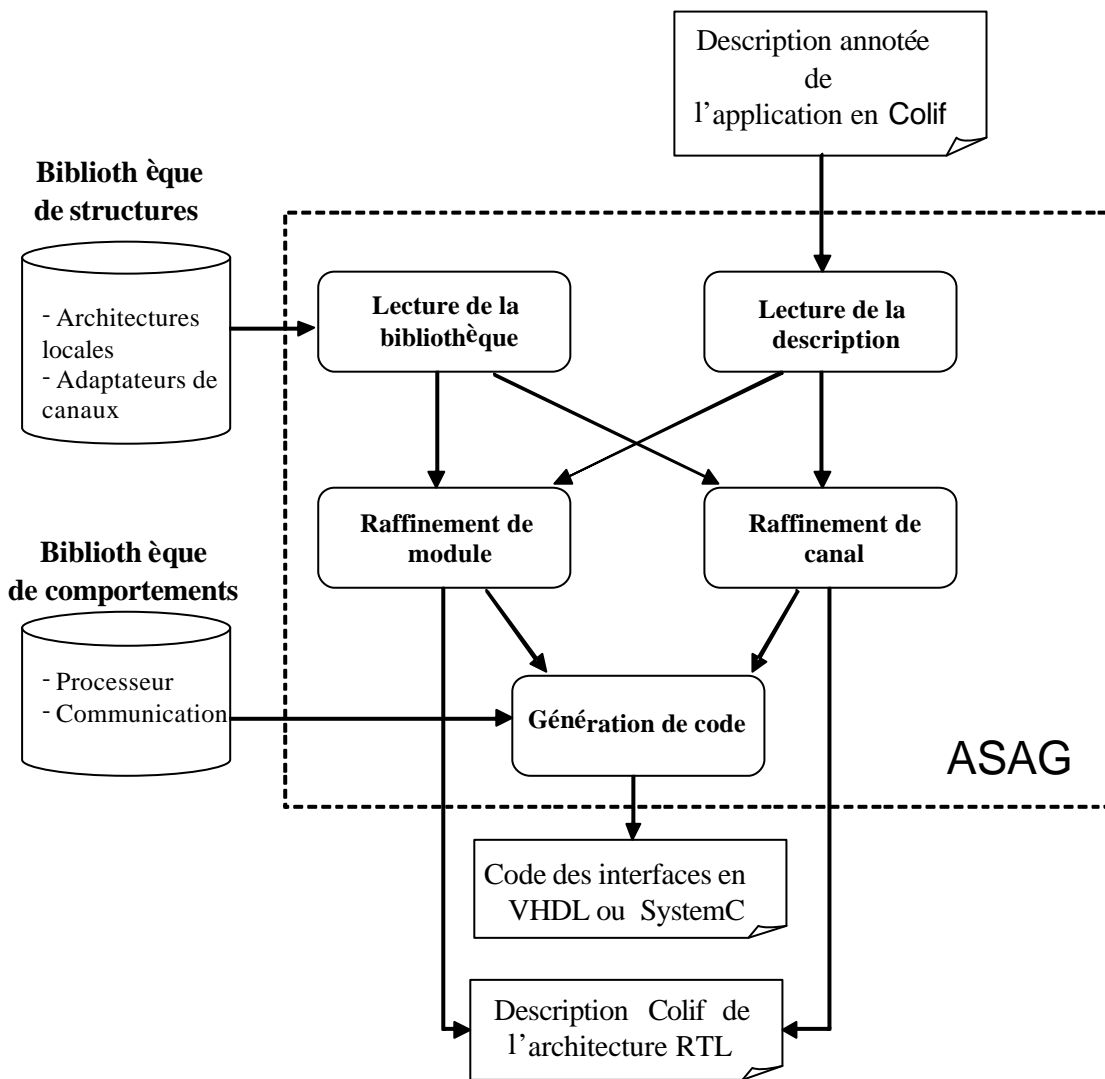 Description annotée
de
l'application en Colif
Biblioth èque
de structures
- Architectures
locales
- Adaptateurs de
canaux
Lecture de la
bibliothèque
Lecture de la
description
Raffinement de
module
Raffinement de
canal
Biblioth èque
de comportements
- Processeur
- Communication
Génération de code
ASAG
Code des interfaces en
VHDL ou SystemC
Description Colif de
l'architecture RTL